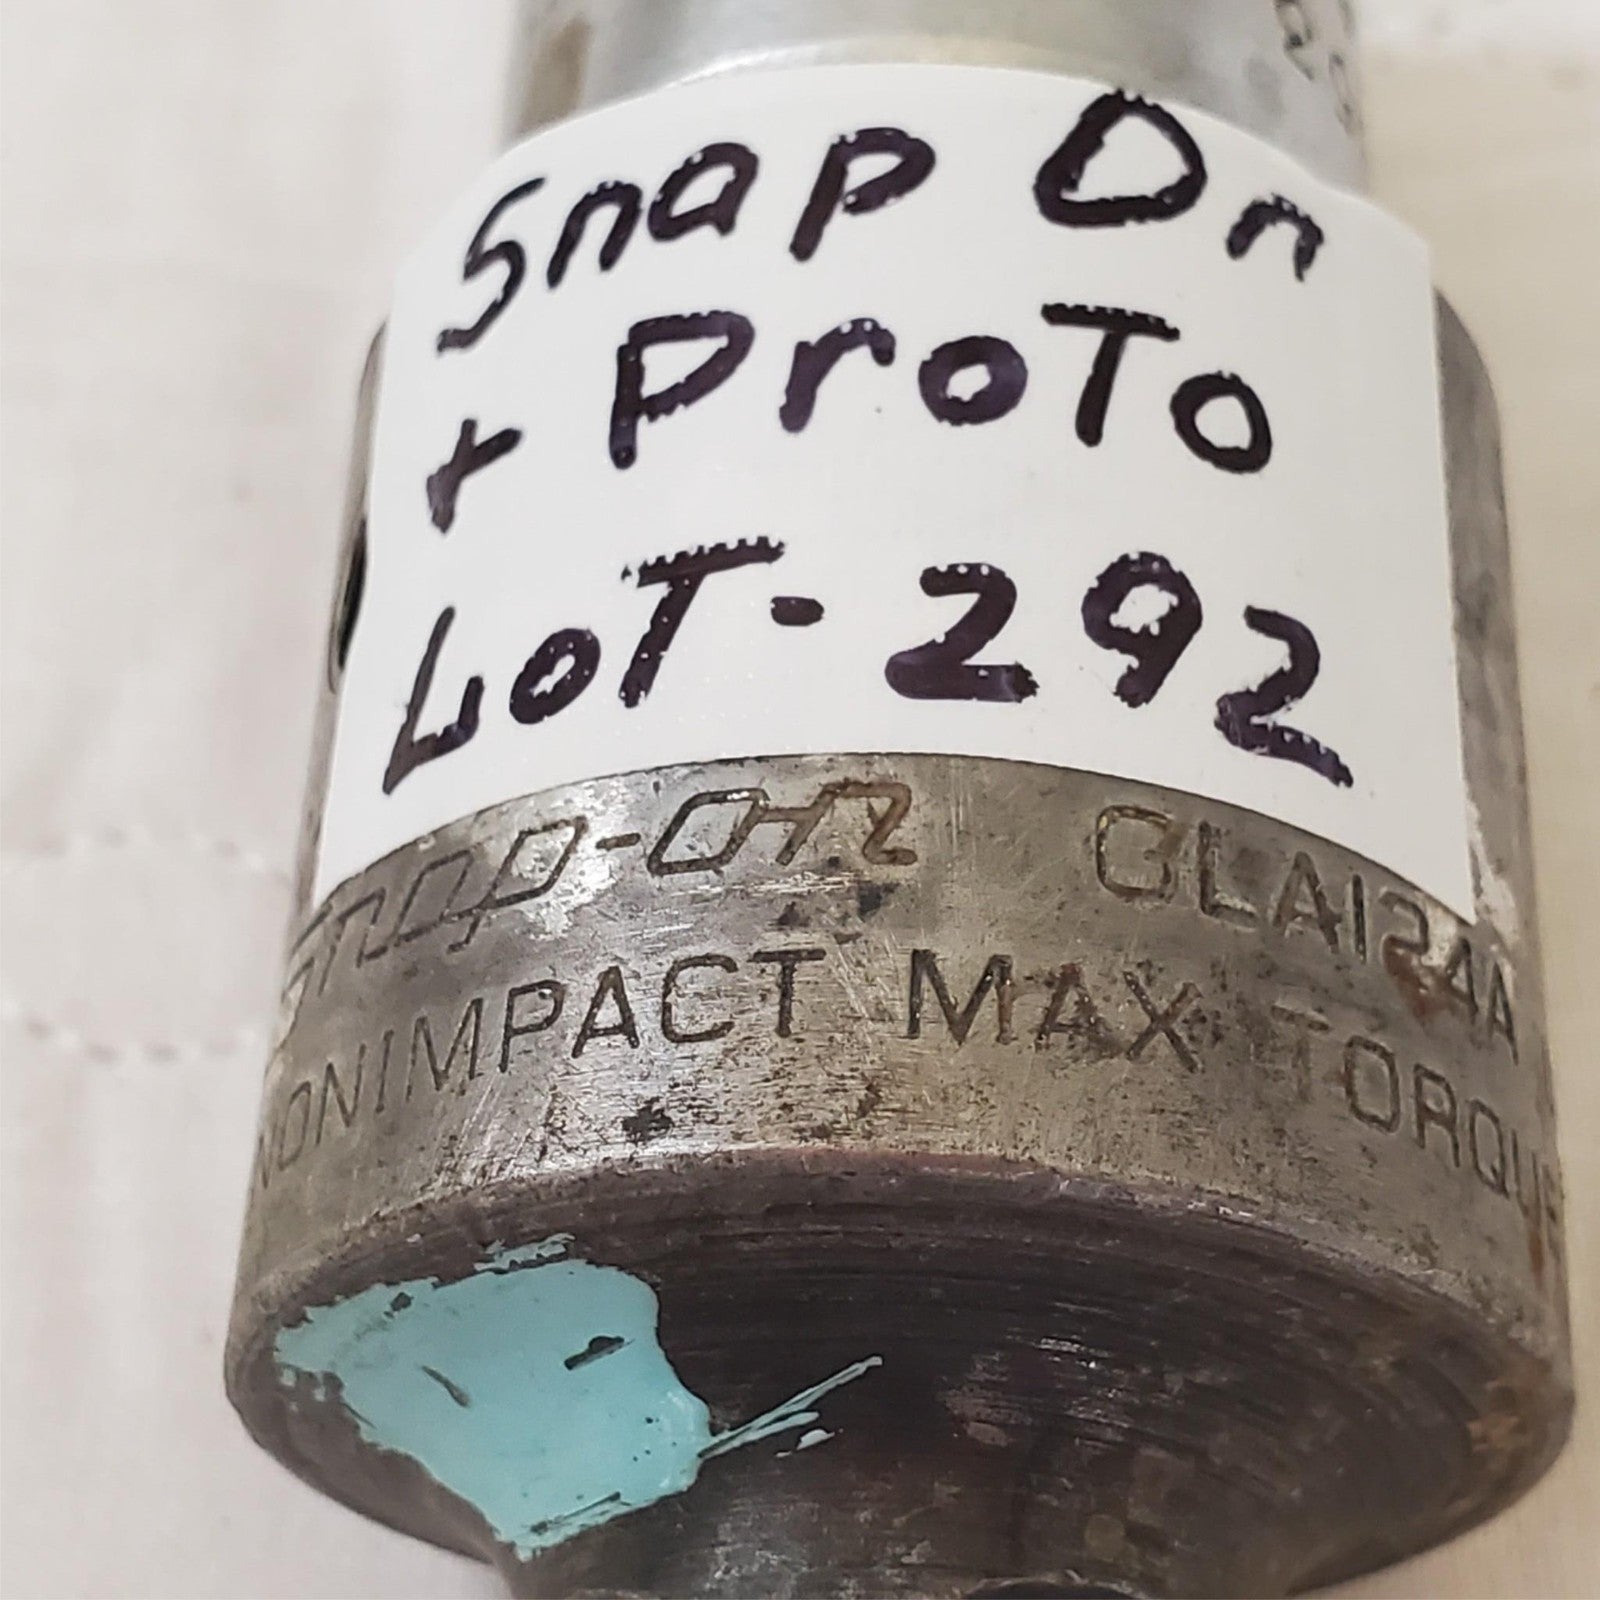 Snap On
+ ProTo
LoT-292
Snap-on GLA124A
NONIMPACT MAX TORQUE